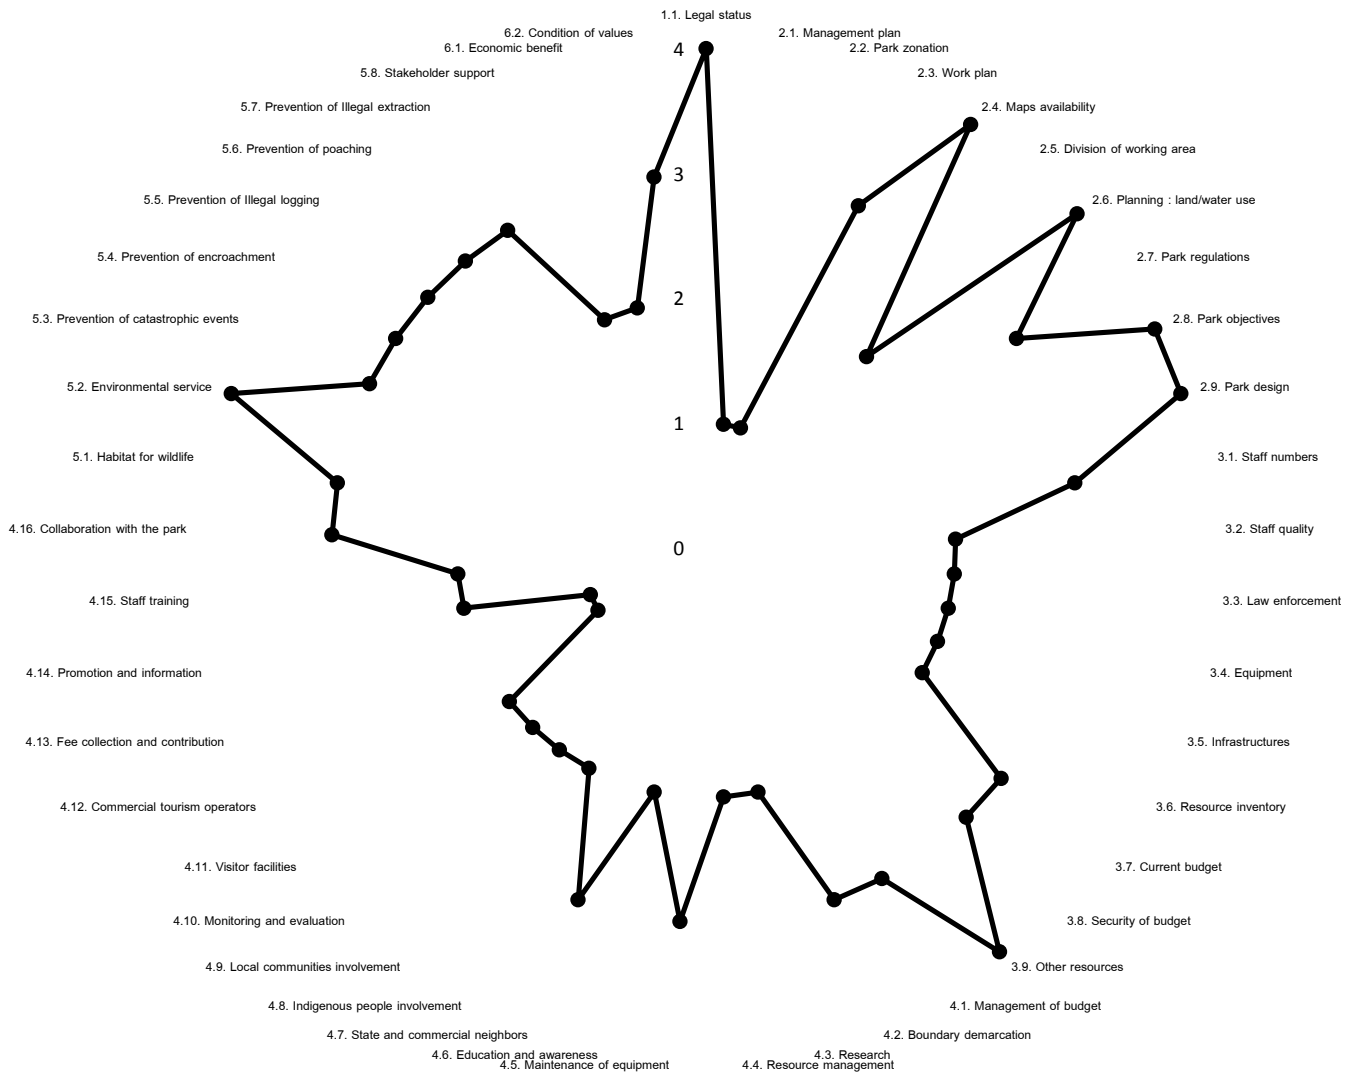 1.1. Legal status
2.1. Management plan
2.2. Park zonation
2.3. Work plan
2.4. Maps availability
2.5. Division of working area
2.6. Planning : land/water use
2.7. Park regulations
2.8. Park objectives
2.9. Park design
3.1. Staff numbers
3.2. Staff quality
3.3. Law enforcement
3.4. Equipment
3.5. Infrastructures
3.6. Resource inventory
3.7. Current budget
3.8. Security of budget
3.9. Other resources
4.1. Management of budget
4.2. Boundary demarcation
4.3. Research
4.4. Resource management
4.5. Maintenance of equipment
4.6. Education and awareness
4.7. State and commercial neighbors
4.8. Indigenous people involvement
4.9. Local communities involvement
4.10. Monitoring and evaluation
4.11. Visitor facilities
4.12. Commercial tourism operators
4.13. Fee collection and contribution
4.14. Promotion and information
4.15. Staff training
4.16. Collaboration with the park
5.1. Habitat for wildlife
5.2. Environmental service
5.3. Prevention of catastrophic events
5.4. Prevention of encroachment
5.5. Prevention of Illegal logging
5.6. Prevention of poaching
5.7. Prevention of Illegal extraction
5.8. Stakeholder support
6.1. Economic benefit
6.2. Condition of values
4
3
2
1
0